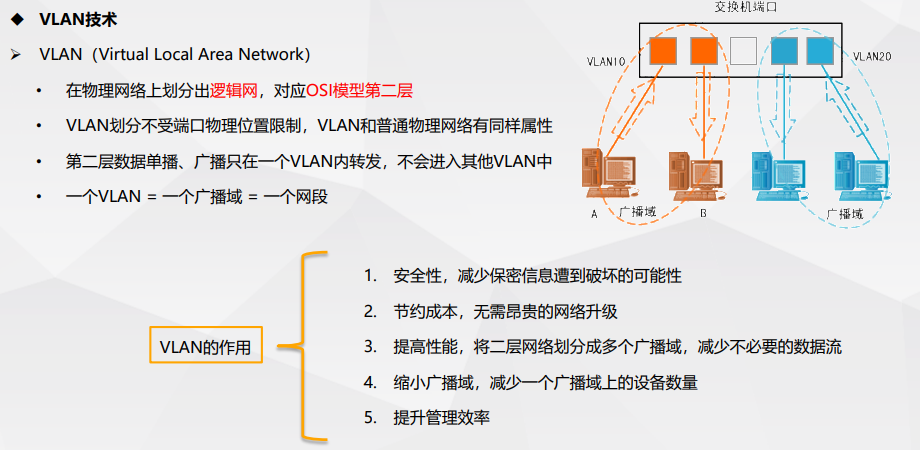 ◆ VLAN技术
➢ VLAN（Virtual Local Area Network）
• 在物理网络上划分出逻辑网，对应OSI模型第二层
• VLAN划分不受端口物理位置限制，VLAN和普通物理网络有同样属性
• 第二层数据单播、广播只在一个VLAN内转发，不会进入其他VLAN中
• 一个VLAN = 一个广播域 = 一个网段
交换机端口
VLAN10
VLAN20
A
广播域
B
广播域
VLAN的作用
1. 安全性，减少保密信息遭到破坏的可能性
2. 节约成本，无需昂贵的网络升级
3. 提高性能，将二层网络划分成多个广播域，减少不必要的数据流
4. 缩小广播域，减少一个广播域上的设备数量
5. 提升管理效率